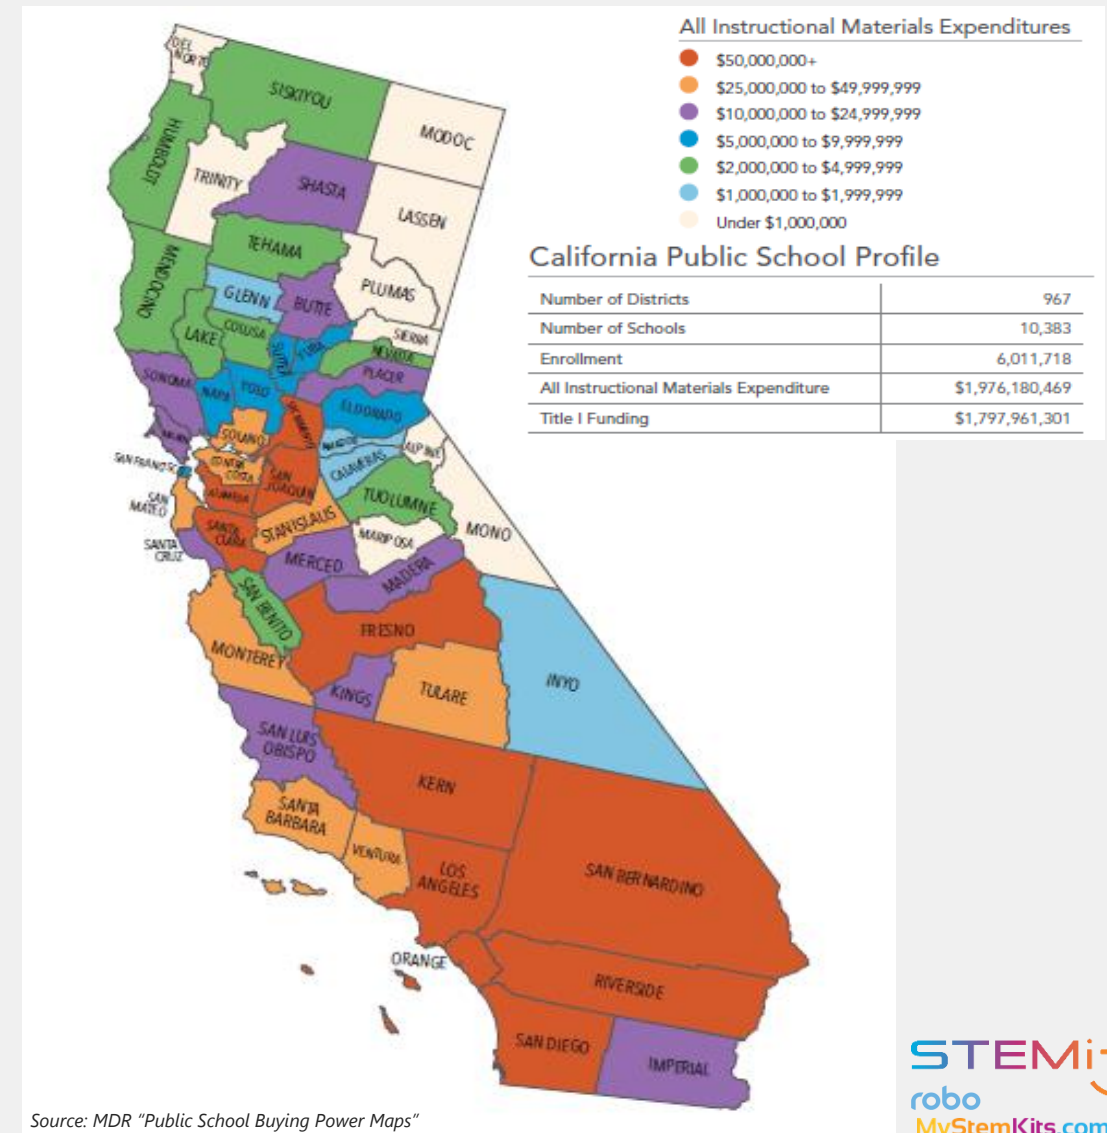 All Instructional Materials Expenditures
$50,000,000+
$25,000,000 to $49,999,999
$10,000,000 to $24,999,999
$5,000,000 to $9,999,999
$2,000,000 to $4,999,999
$1,000,000 to $1,999,999
Under $1,000,000
California Public School Profile
Number of Districts 967
Number of Schools 10,383
Enrollment 6,011,718
All Instructional Materials Expenditure $1,976,180,469
Title I Funding $1,797,961,301
DEL
NORTE
SISKIYOU
MODOC
HUMBOLDT
TRINITY
SHASTA
LASSEN
TEHAMA
MENDOCINO
GLENN
BUTTE
PLUMAS
LAKE
COLUSA
SUTTER
YUBA
SIERRA
NEVADA
PLACER
SONOMA
NAPA
YOLO
ELDORADO
SACRAMENTO
SOLANO
ALPINE
SAN FRANCISC
CONTRA
COSTA
SAN
JOAQUIN
CALAVERAS
ALAMEDA
TUOLUMNE
SAN
MATEO
SANTA
CLARA
STANISLAUS
MARIPOSA
MONO
SANTA
CRUZ
MERCED
MADERA
SAN BENITO
FRESNO
MONTEREY
KINGS
TULARE
INYO
SAN LUIS
OBISPO
KERN
SANTA
BARBARA
VENTURA
LOS
ANGELES
SAN BERNARDINO
ORANGE
RIVERSIDE
SAN DIEGO
IMPERIAL
STEMi
robo
MyStemKits.com
Source: MDR "Public School Buying Power Maps"